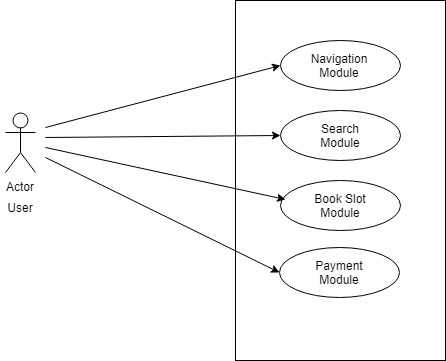 Navigation
Module
Search
Module
Book Slot
Module
Payment
Module
Actor
User